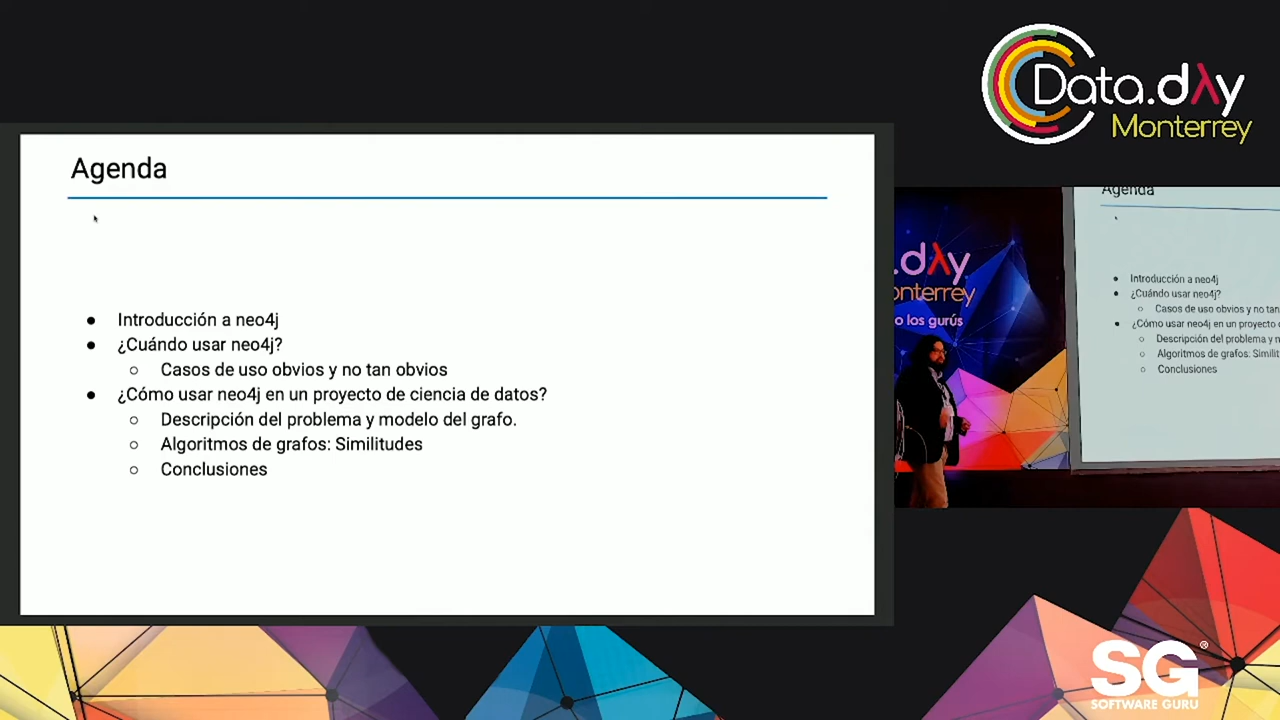 Data.dλy
Monterrey
Agenda
● Introducción a neo4j
● ¿Cuándo usar neo4j?
○ Casos de uso obvios y no tan obvios
● ¿Cómo usar neo4j en un proyecto de ciencia de datos?
○ Descripción del problema y modelo del grafo.
○ Algoritmos de grafos: Similitudes
○ Conclusiones
.dλy
onterrey
o los gurús
Agenda
● Introducción a neo4j
● ¿Cuándo usar neo4j?
○ Casos de uso obvios y no tan
● ¿Cómo usar neo4j en un proyecto
○ Descripción del problema y
○ Algoritmos de grafos: Simili
○ Conclusiones
SG®
SOFTWARE GURU